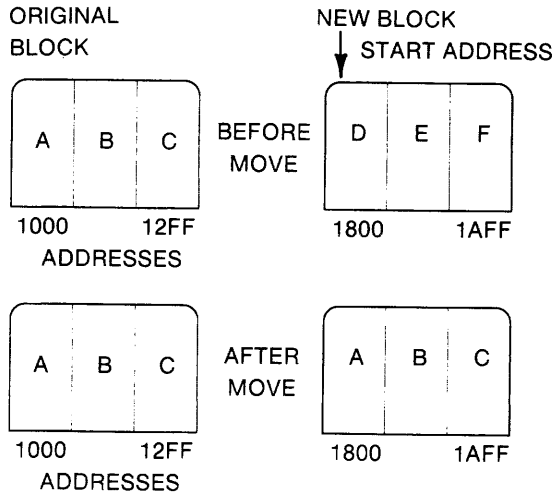 ORIGINAL
BLOCK
NEW BLOCK
START ADDRESS
A B C
BEFORE
MOVE
D E F
1000 12FF
ADDRESSES
1800 1AFF
A B C
AFTER
MOVE
A B C
1000 12FF
ADDRESSES
1800 1AFF